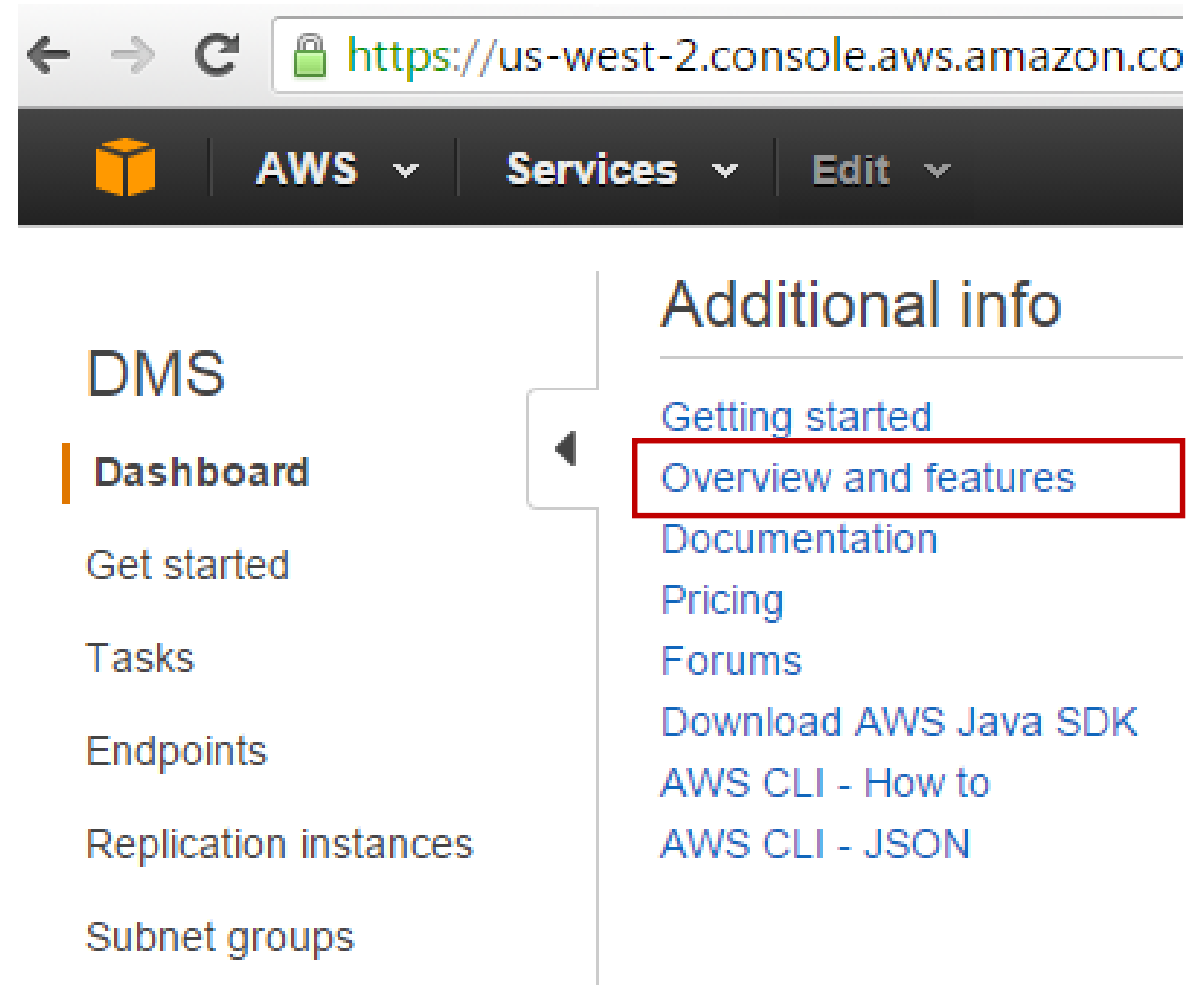 https://us-west-2.console.aws.amazon.co
AWS Services Edit
DMS
Dashboard
Get started
Tasks
Endpoints
Replication instances
Subnet groups
Additional info
Getting started
Overview and features
Documentation
Pricing
Forums
Download AWS Java SDK
AWS CLI - How to
AWS CLI - JSON